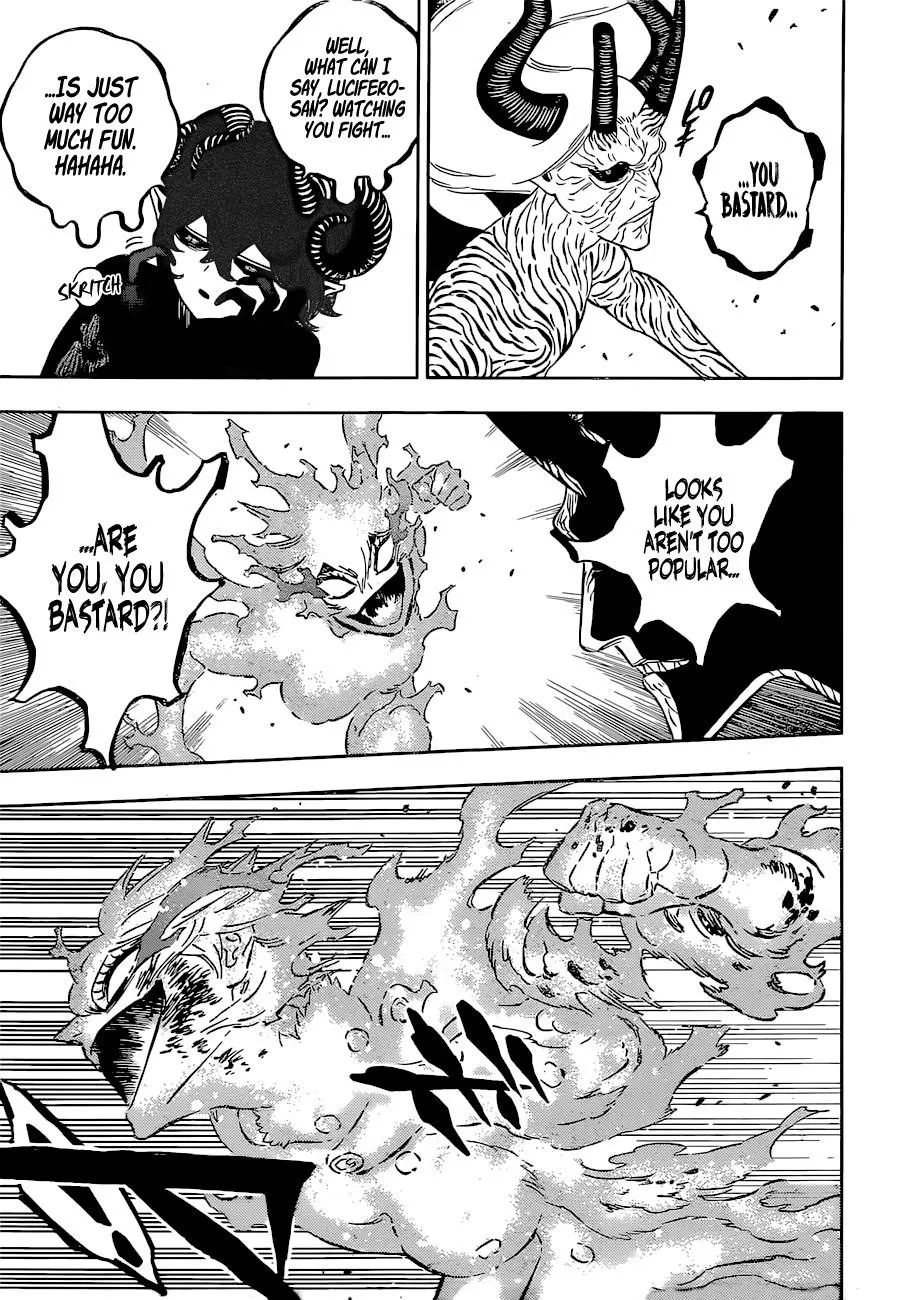 ...YOU
BASTARD...
WELL,
WHAT CAN I
SAY, LUCIFERO-
SAN? WATCHING
YOU FIGHT...
...IS JUST
WAY TOO
MUCH FUN.
HAHAHA.
SKRITCH
LOOKS
LIKE YOU
AREN'T TOO
POPULAR...
...ARE
YOU, YOU
BASTARD?!